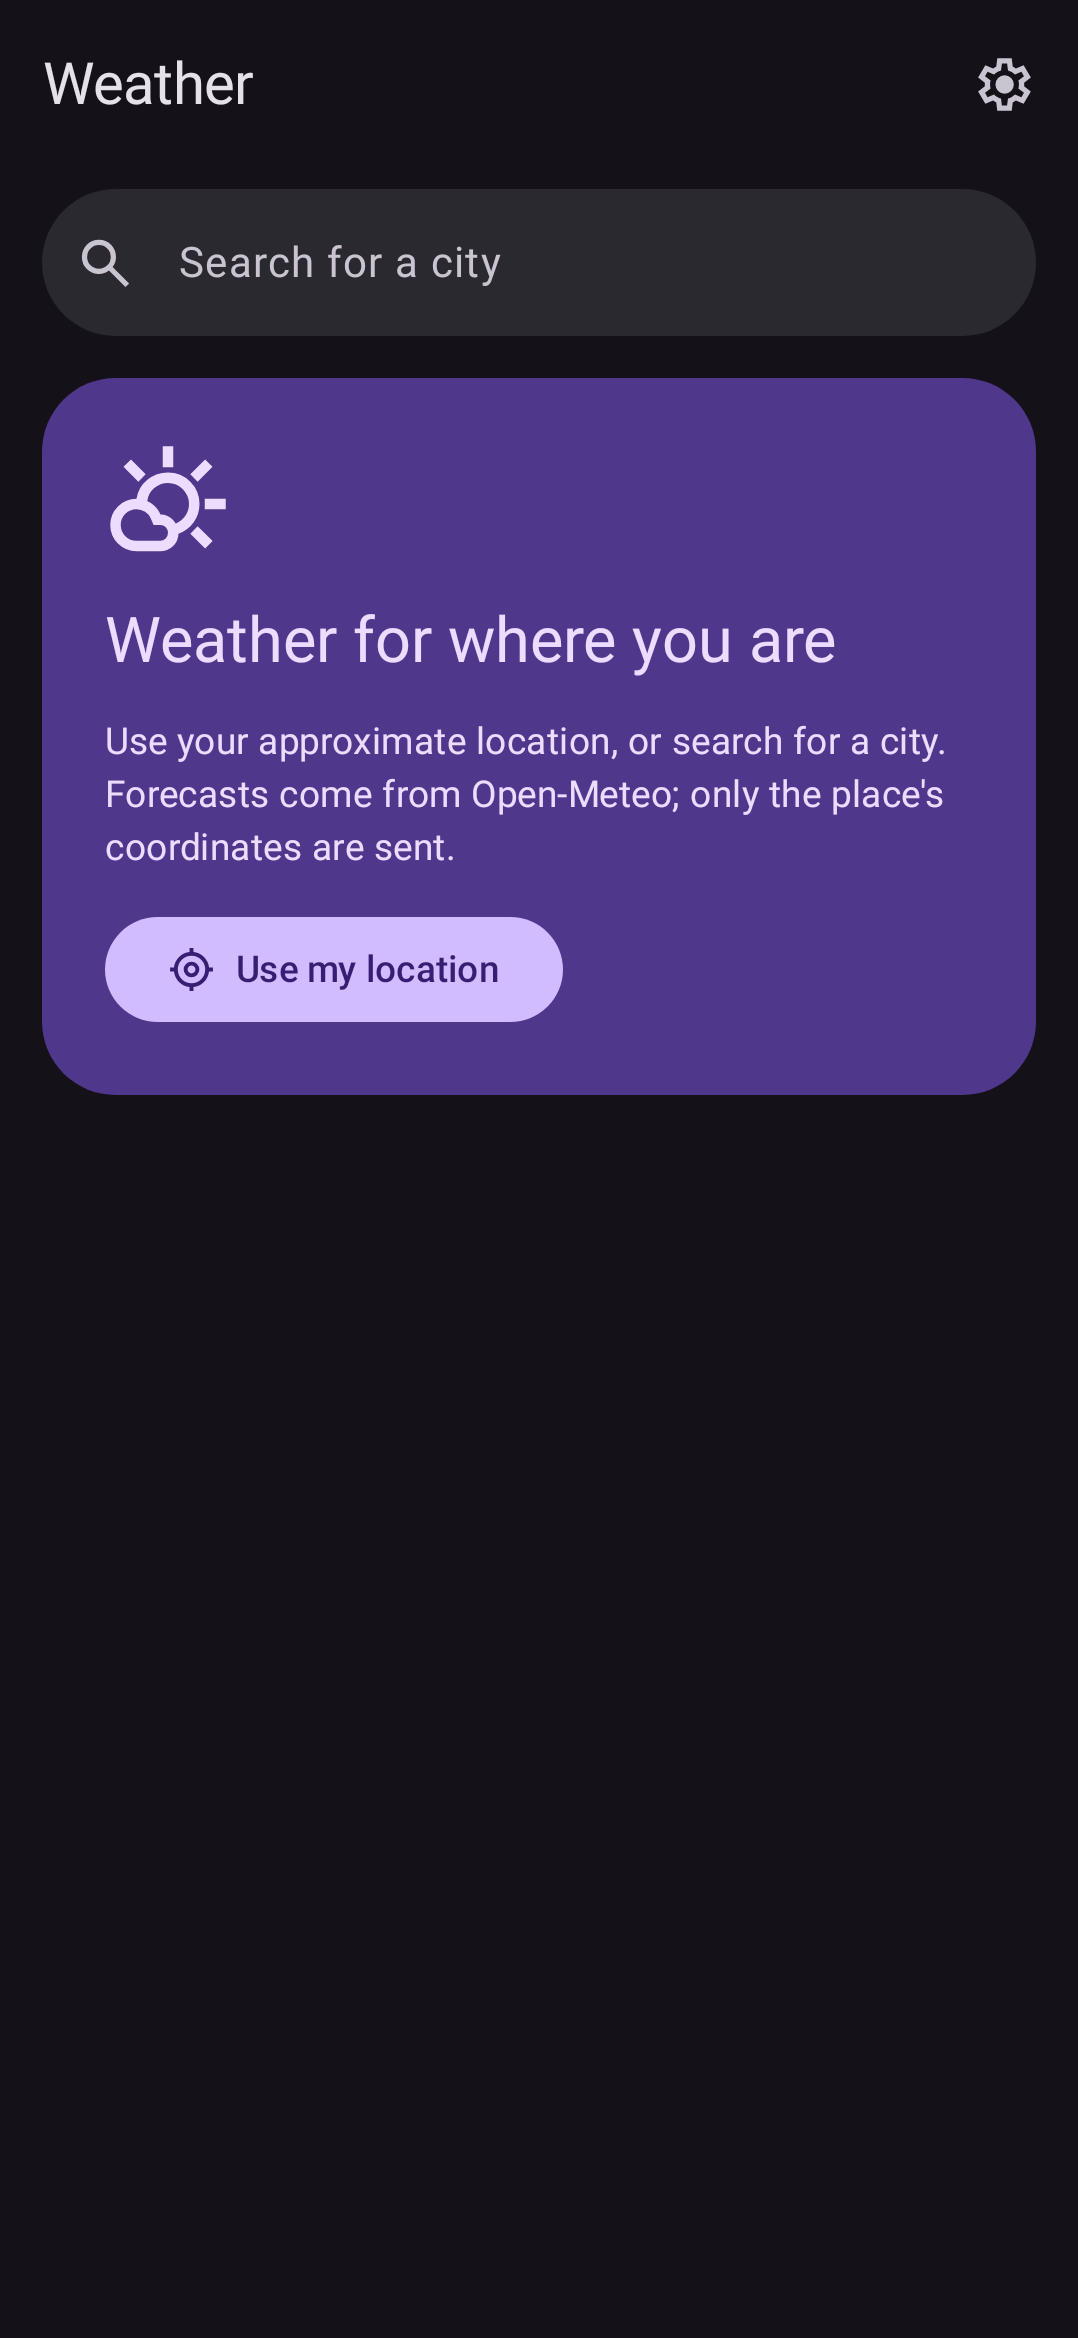 Weather
Search for a city
Weather for where you are
Use your approximate location, or search for a city.
Forecasts come from Open-Meteo; only the place's
coordinates are sent.
Use my location